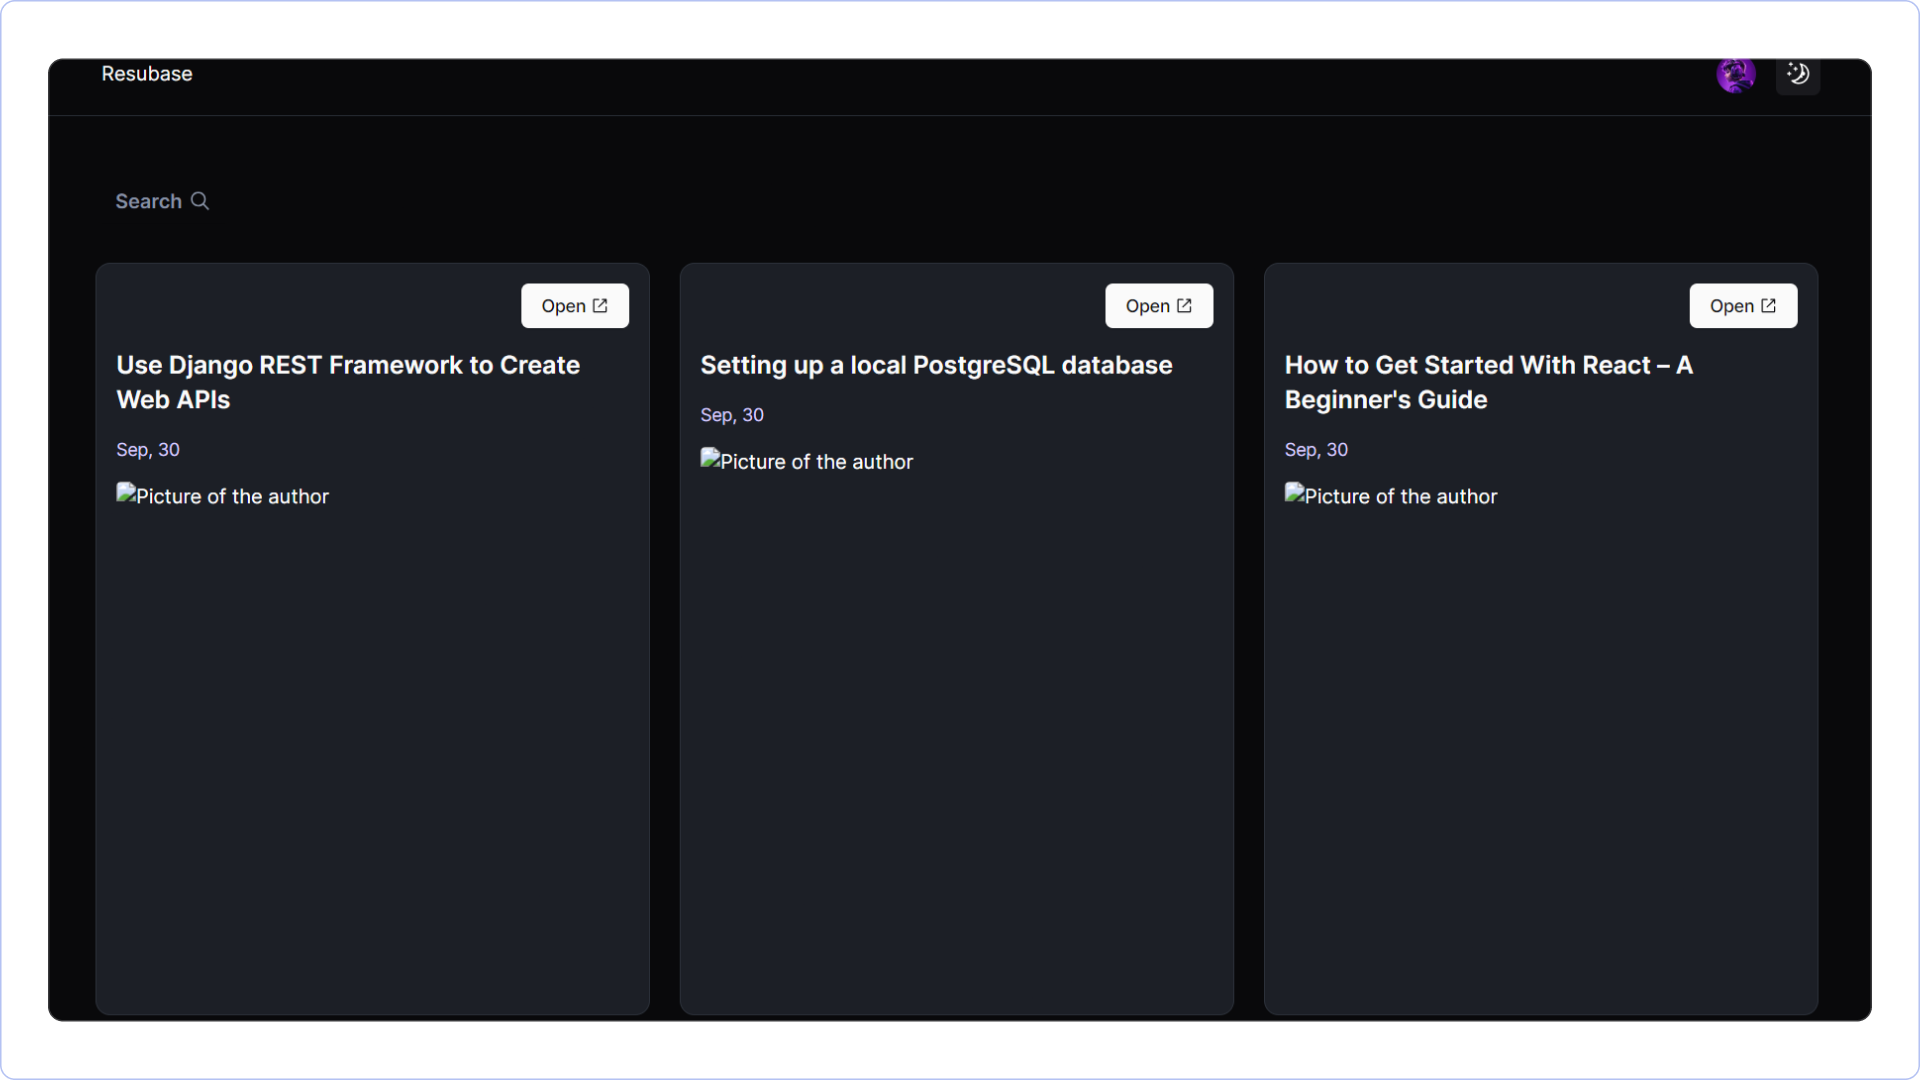 Resubase
Search
Open
Use Django REST Framework to Create
Web APIs
Sep, 30
Picture of the author
Open
Setting up a local PostgreSQL database
Sep, 30
Picture of the author
Open
How to Get Started With React – A
Beginner's Guide
Sep, 30
Picture of the author